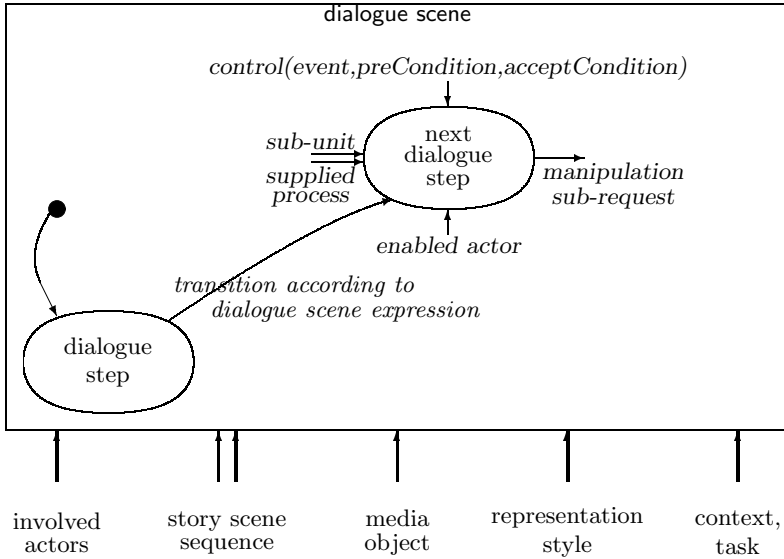 dialogue scene
control(event,preCondition,acceptCondition)
sub-unit
supplied
process
next
dialogue
step
manipulation
sub-request
enabled actor
transition according to
dialogue scene expression
dialogue
step
involved
actors
story scene
sequence
media
object
representation
style
context,
task